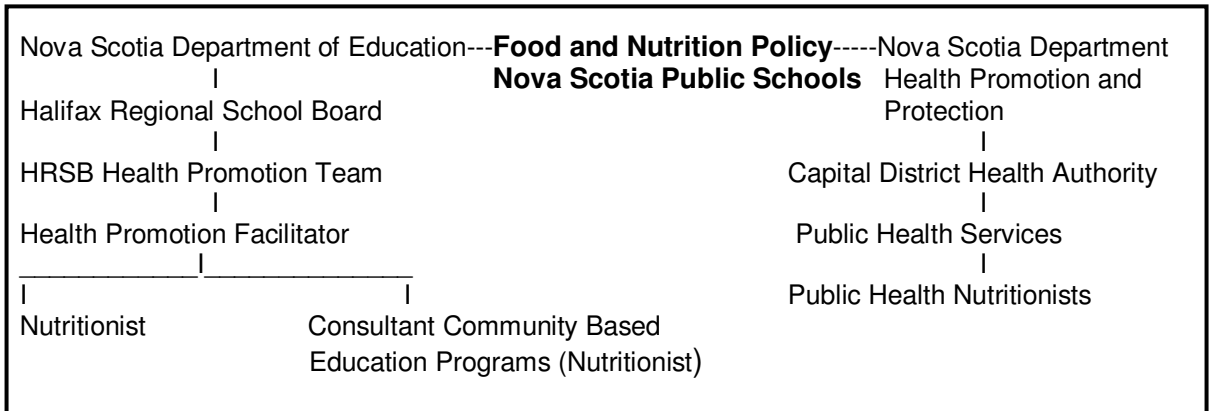 Nova Scotia Department of Education---Food and Nutrition Policy-----Nova Scotia Department
I Nova Scotia Public Schools Health Promotion and
Halifax Regional School Board Protection
I I
HRSB Health Promotion Team Capital District Health Authority
I I
Health Promotion Facilitator Public Health Services
____________I______________ I
I I Public Health Nutritionists
Nutritionist Consultant Community Based
Education Programs (Nutritionist)